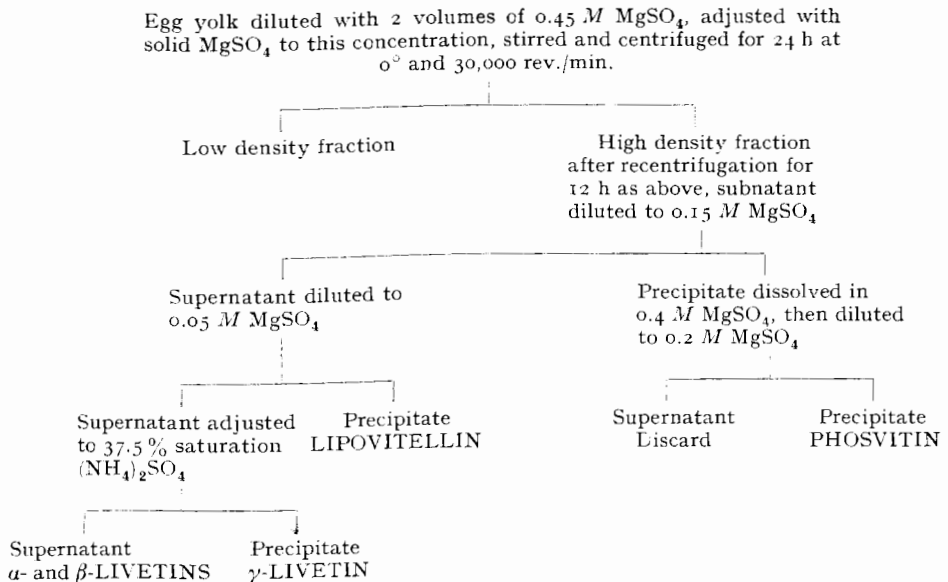 Egg yolk diluted with 2 volumes of 0.45 M MgSO₄, adjusted with
solid MgSO₄ to this concentration, stirred and centrifuged for 24 h at
0° and 30,000 rev./min.
Low density fraction
High density fraction
after recentrifugation for
12 h as above, subnatant
diluted to 0.15 M MgSO₄
Supernatant diluted to
0.05 M MgSO₄
Precipitate dissolved in
0.4 M MgSO₄, then diluted
to 0.2 M MgSO₄
Supernatant adjusted
to 37.5 % saturation
(NH₄)₂SO₄
Precipitate
LIPOVITELLIN
Supernatant
Discard
Precipitate
PHOSVITIN
Supernatant
α- and β-LIVETINS
Precipitate
γ-LIVETIN